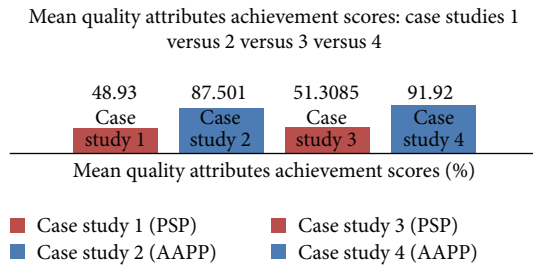 Mean quality attributes achievement scores: case studies 1
versus 2 versus 3 versus 4
48.93 87.501 51.3085 91.92
Case Case Case Case
study 1 study 2 study 3 study 4
Mean quality attributes achievement scores (%)
Case study 1 (PSP) Case study 3 (PSP)
Case study 2 (AAPP) Case study 4 (AAPP)